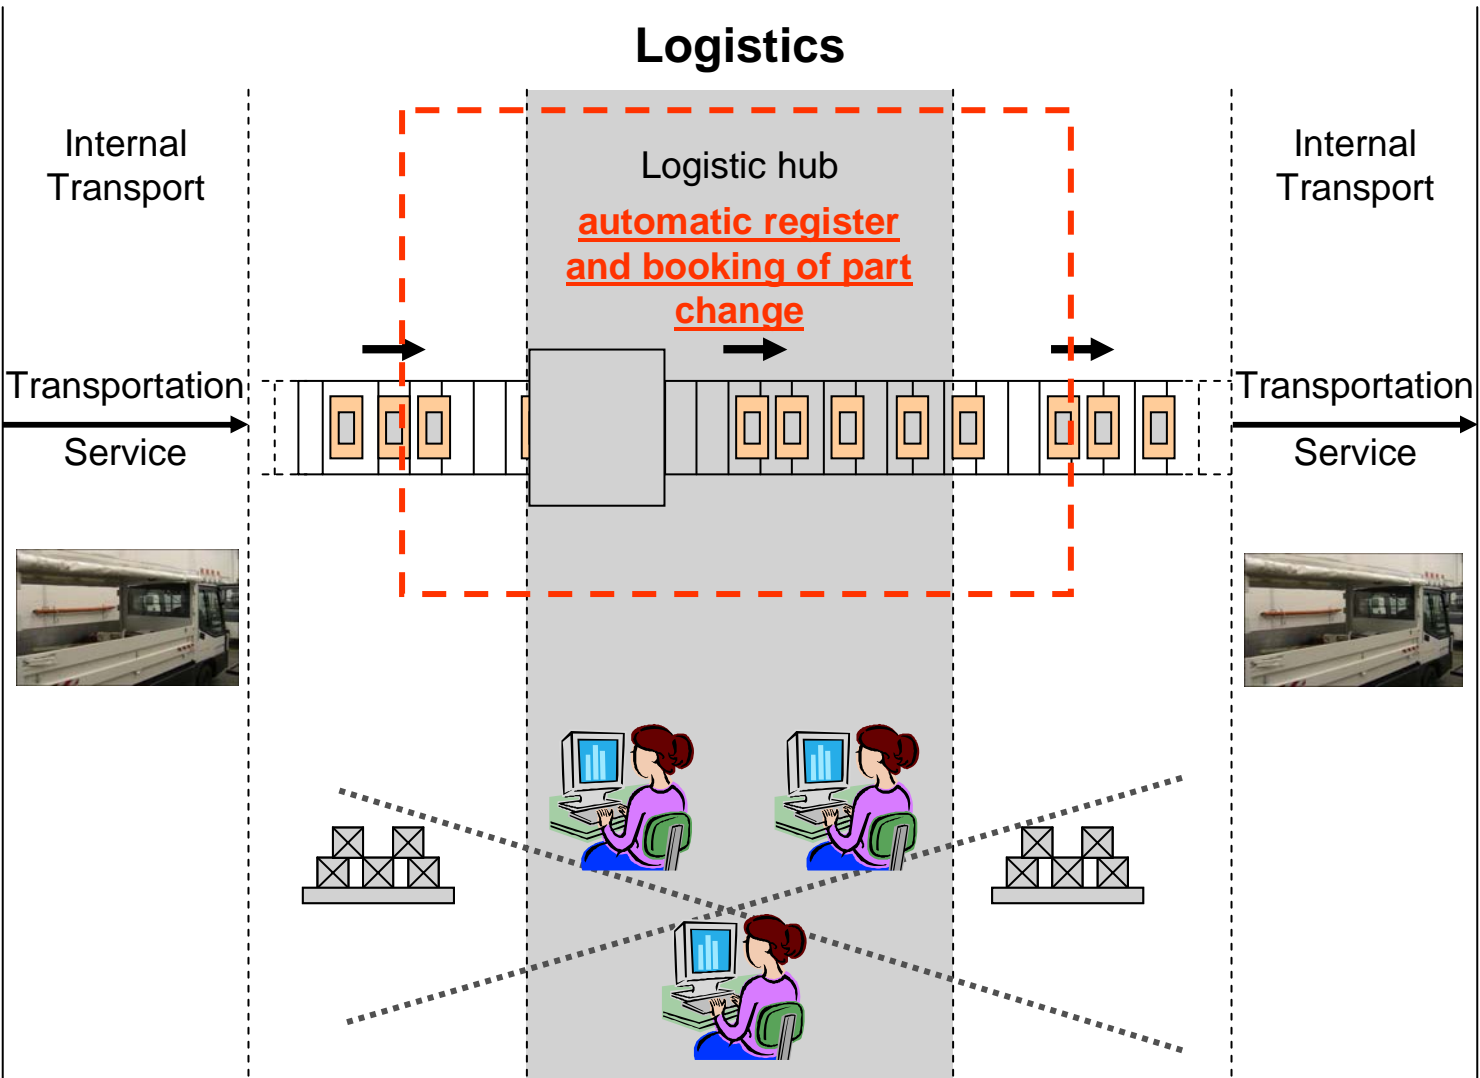 Logistics
Internal
Transport
Logistic hub
automatic register
and booking of part
change
Internal
Transport
Transportation
Service
Transportation
Service